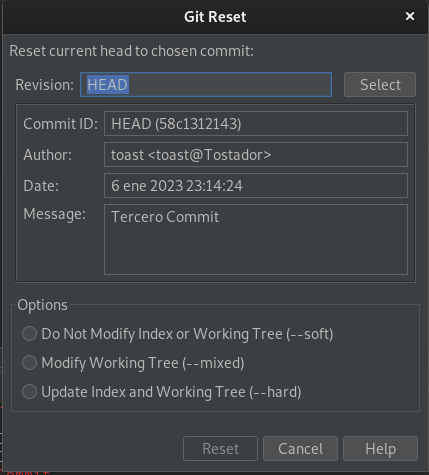 Git Reset
×
Reset current head to chosen commit:
Revision: HEAD Select
Commit ID: HEAD (58c1312143)
Author: toast <toast@Tostador>
Date: 6 ene 2023 23:14:24
Message: Tercero Commit
Options
Do Not Modify Index or Working Tree (--soft)
Modify Working Tree (--mixed)
Update Index and Working Tree (--hard)
Reset Cancel Help